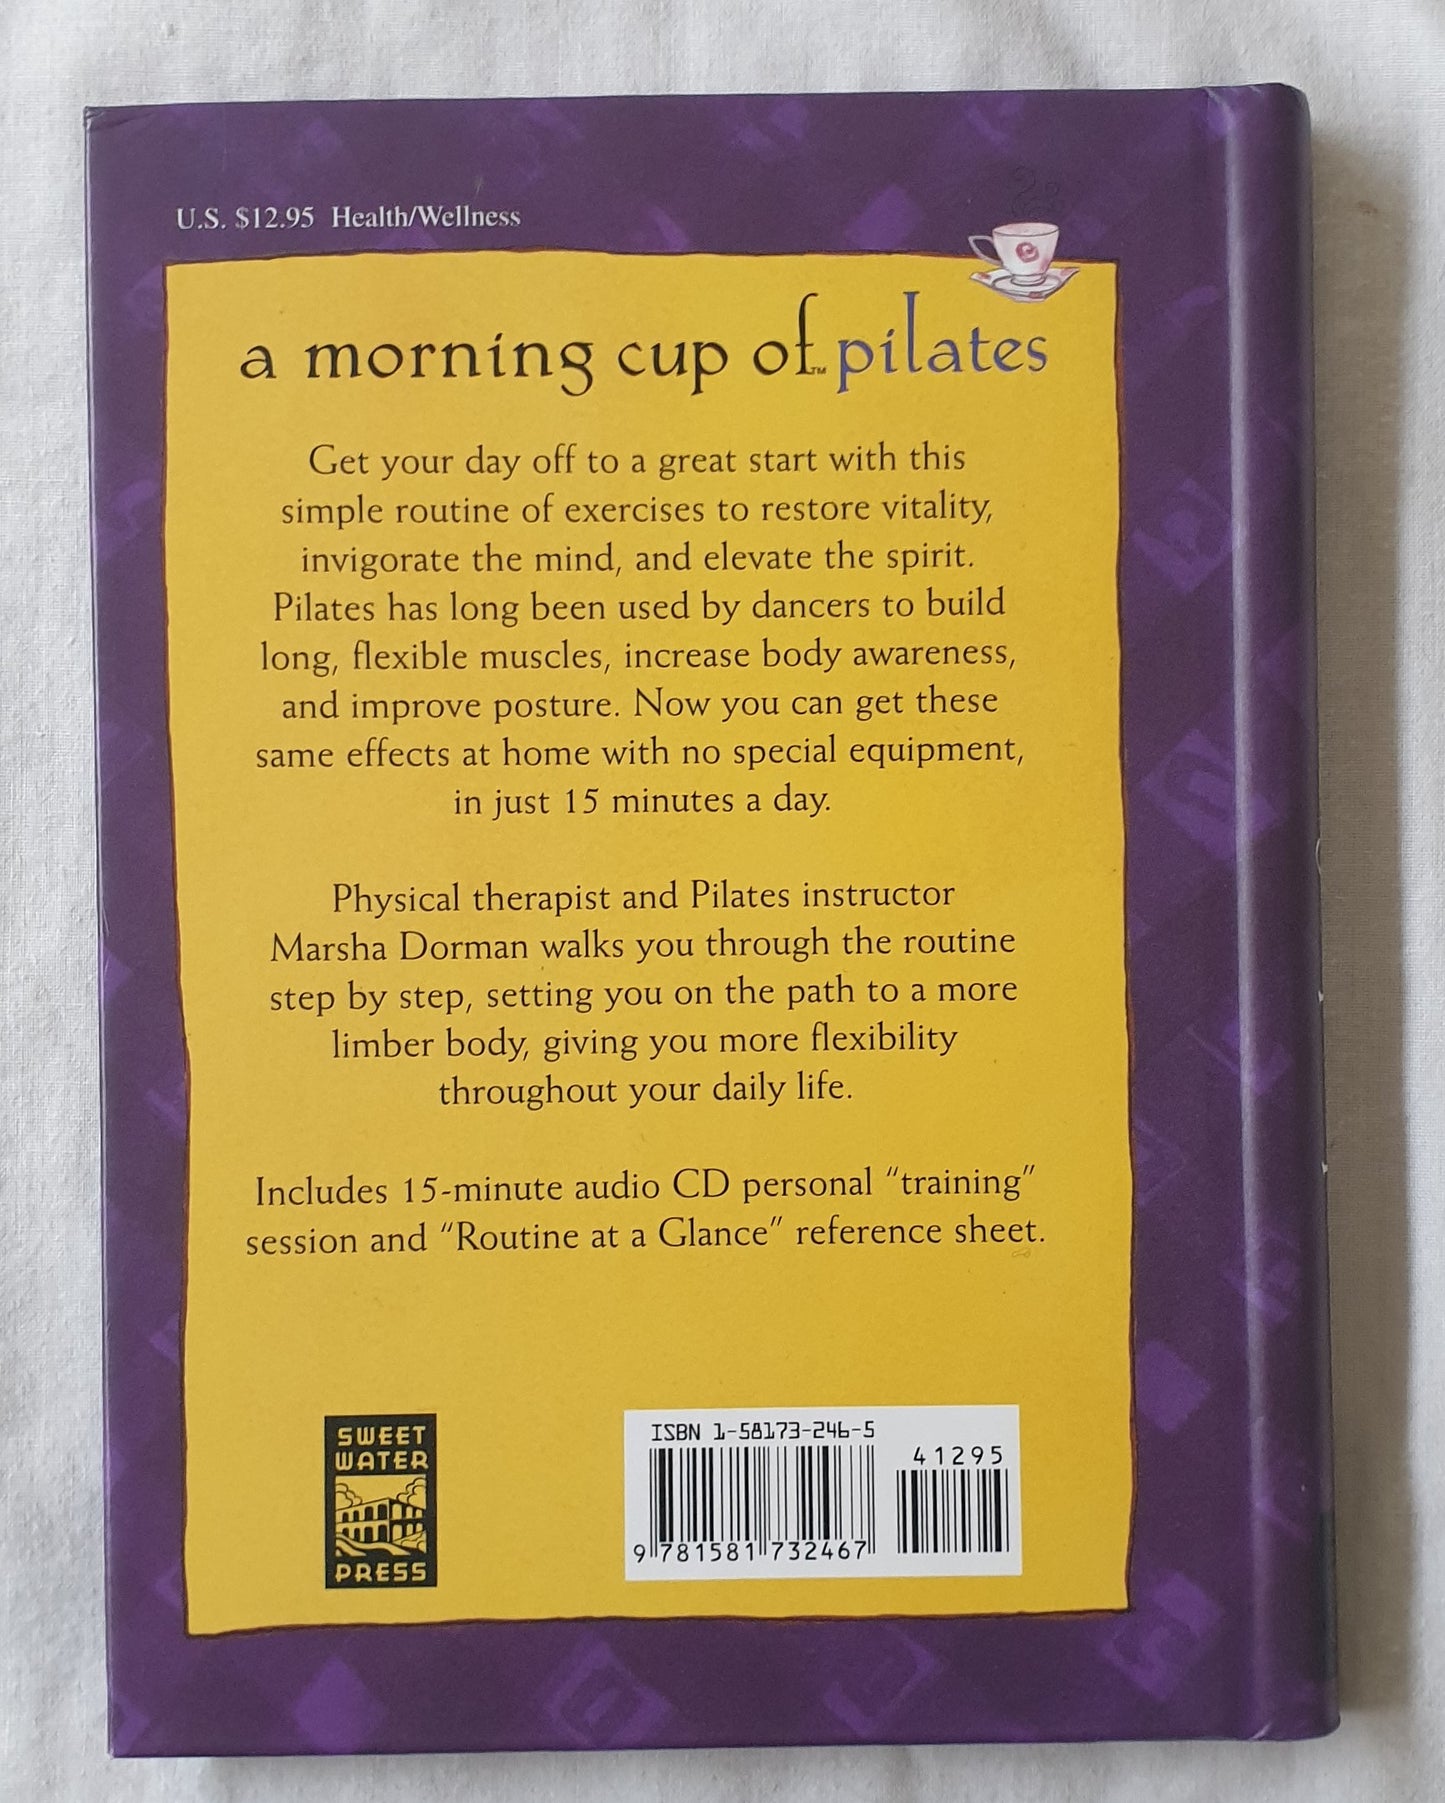 U.S. $12.95 Health/Wellness
a morning cup of™ pilates
Get your day off to a great start with this
simple routine of exercises to restore vitality,
invigorate the mind, and elevate the spirit.
Pilates has long been used by dancers to build
long, flexible muscles, increase body awareness,
and improve posture. Now you can get these
same effects at home with no special equipment,
in just 15 minutes a day.
Physical therapist and Pilates instructor
Marsha Dorman walks you through the routine
step by step, setting you on the path to a more
limber body, giving you more flexibility
throughout your daily life.
Includes 15-minute audio CD personal “training”
session and “Routine at a Glance” reference sheet.
SWEET
WATER
PRESS
ISBN 1-58173-246-5
41295
9 781581 732467